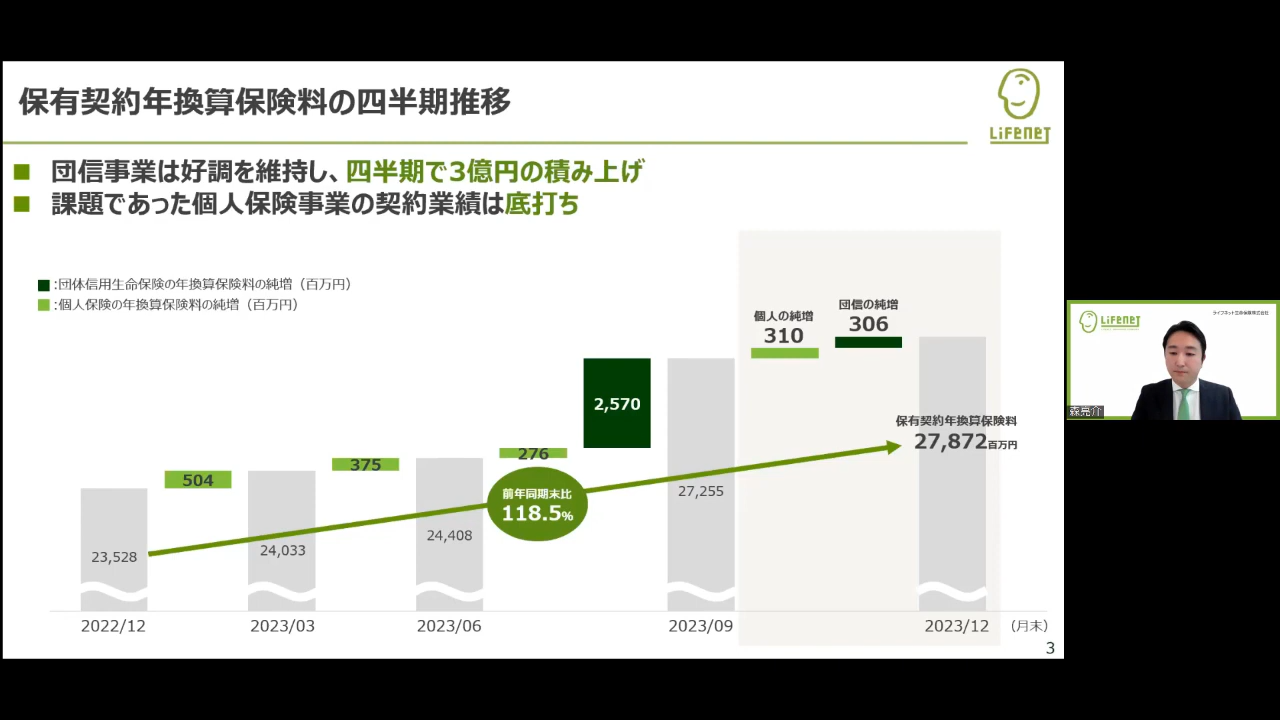 保有契約年換算保険料の四半期推移
LIFENET
■ 団信事業は好調を維持し、四半期で3億円の積み上げ
■ 課題であった個人保険事業の契約業績は底打ち
■:団体信用生命保険の年換算保険料の純増（百万円）
■:個人保険の年換算保険料の純増（百万円）
個人の純増
310
団信の純増
306
2,570
保有契約年換算保険料
27,872百万円
276
375
504
前年同期末比
118.5%
27,255
24,408
24,033
23,528
2022/12
2023/03
2023/06
2023/09
2023/12
（月末）
3
LIFENET
ライフネット生命保険株式会社
森亮介